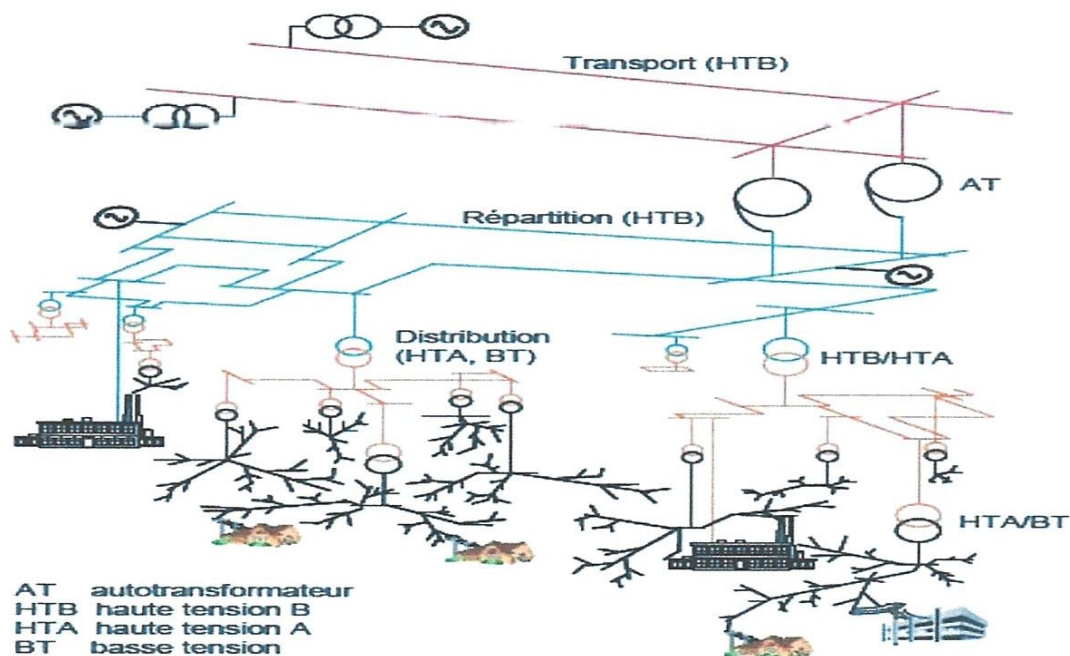 Transport (HTB)
AT
Répartition (HTB)
Distribution
(HTA, BT)
HTB/HTA
HTA/BT
AT autotransformateur
HTB haute tension B
HTA haute tension A
BT basse tension